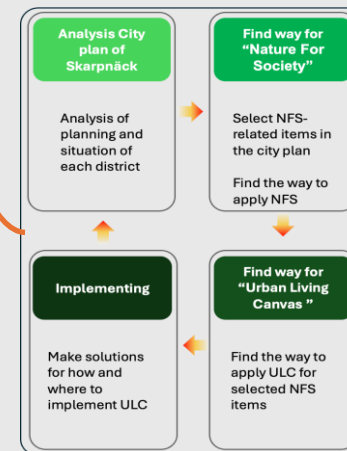 Analysis City
plan of
Skarpnäck
Analysis of
planning and
situation of
each district
Find way for
“Nature For
Society”
Select NFS-
related items in
the city plan
Find the way to
apply NFS
Implementing
Make solutions
for how and
where to
implement ULC
Find way for
“Urban Living
Canvas ”
Find the way to
apply ULC for
selected NFS
items